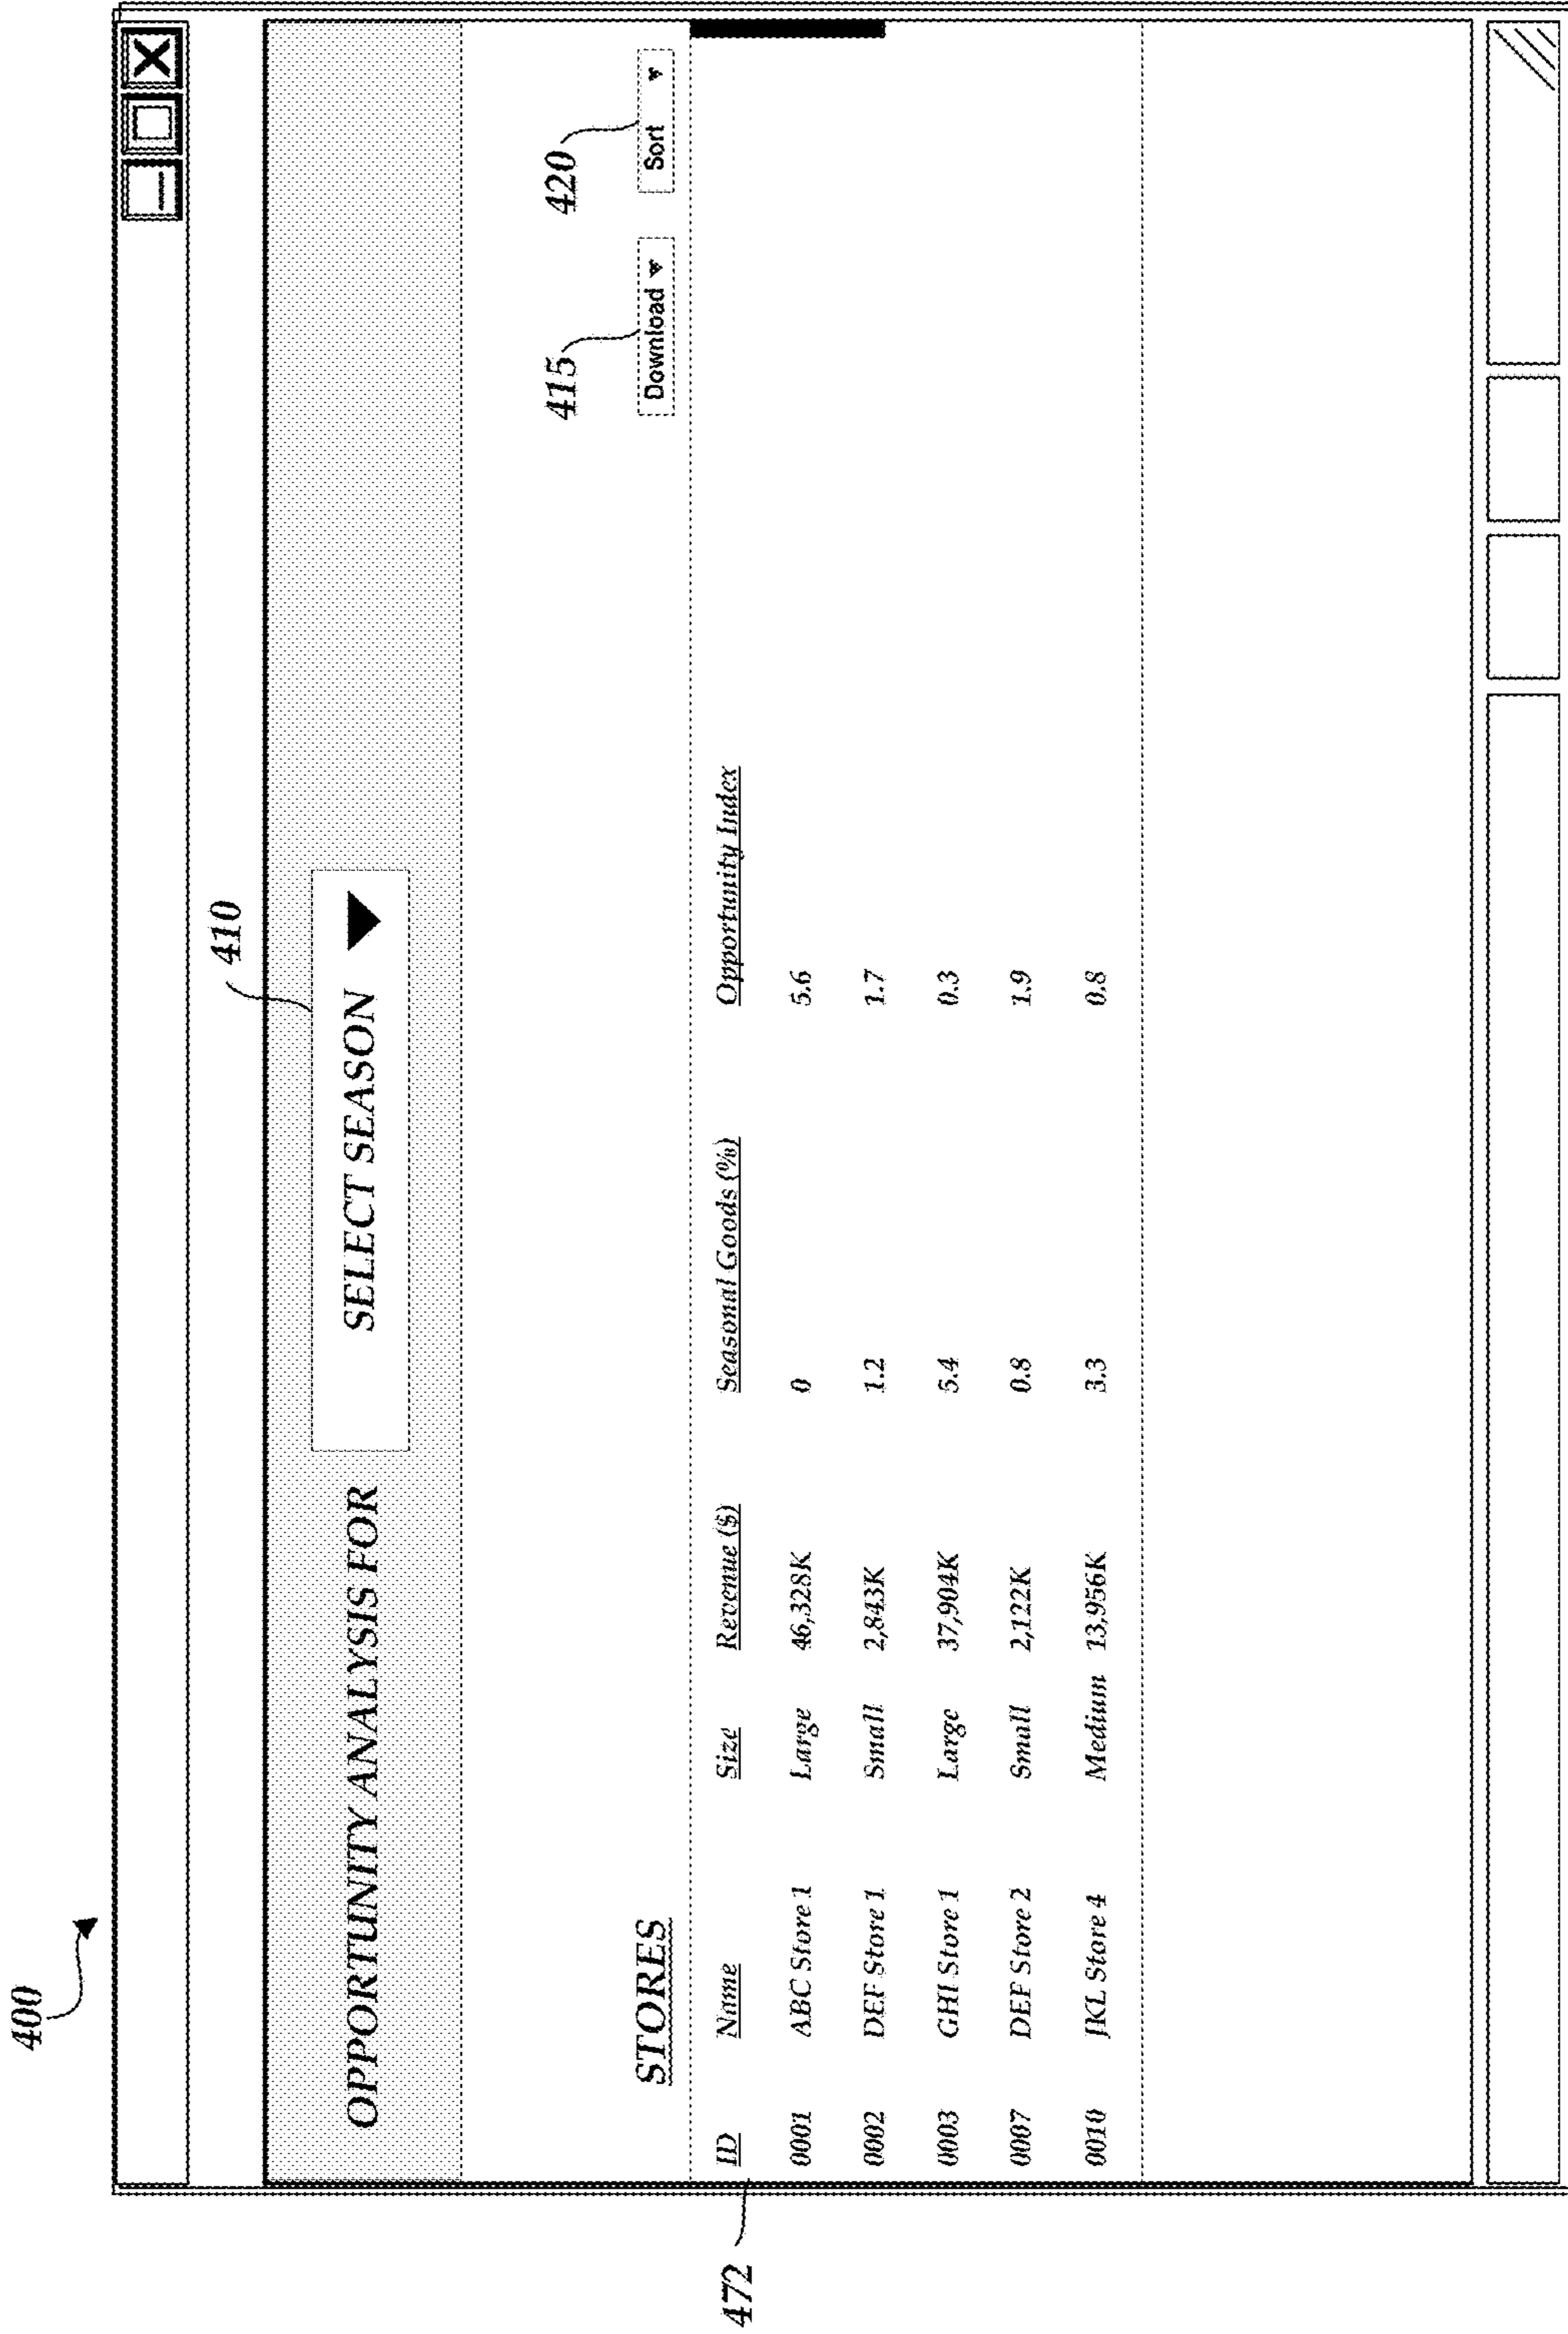 400
410
OPPORTUNITY ANALYSIS FOR SELECT SEASON
415
420
STORES Download Sort
472
ID Name Size Revenue ($) Seasonal Goods (%) Opportunity Index
0001 ABC Store 1 Large 46,328K 0 5.6
0002 DEF Store 1 Small 2,843K 1.2 1.7
0003 GHI Store 1 Large 37,904K 5.4 0.3
0007 DEF Store 2 Small 2,122K 0.8 1.9
0010 JKL Store 4 Medium 13,956K 3.3 0.8